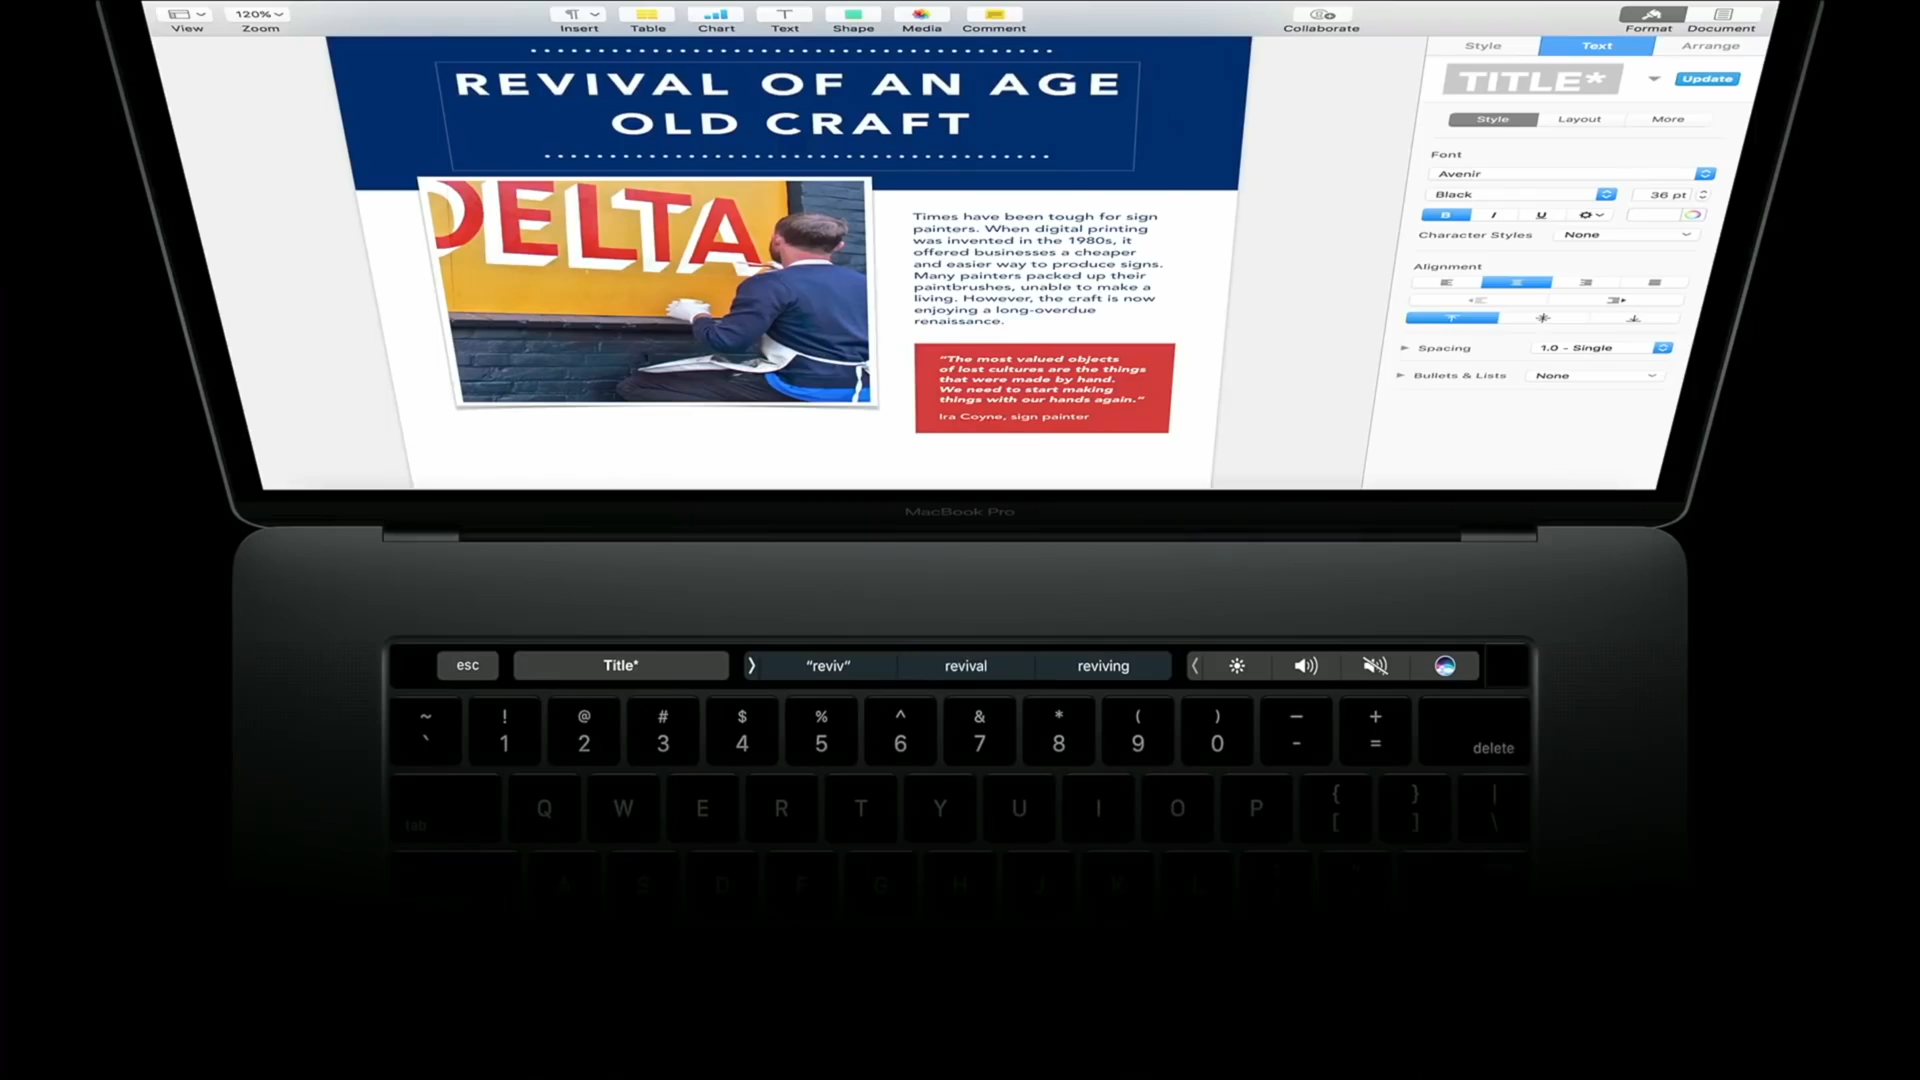 120%
View
Zoom
Insert
Table
Chart
Text
Shape
Media
Comment
Collaborate
Format
Document
REVIVAL OF AN AGE
OLD CRAFT
DELTA
Times have been tough for sign
painters. When digital printing
was invented in the 1980s, it
offered businesses a cheaper
and easier way to produce signs.
Many painters packed up their
paintbrushes, unable to make a
living. However, the craft is now
enjoying a long-overdue
renaissance.
“The most valued objects
of lost cultures are the things
that were made by hand.
We need to start making
things with our hands again.”
Ira Coyne, sign painter
Style Text Arrange
TITLE*
Update
Style Layout More
Font
Avenir
Black 36 pt
B I U
Character Styles None
Alignment
Spacing 1.0 - Single
Bullets & Lists None
MacBook Pro
esc Title* “reviv” revival reviving
~ ! @ # $ % ^ & * ( ) — +
` 1 2 3 4 5 6 7 8 9 0 - =
delete
tab Q W E R T Y U I O P { [ } ] | \
A S D F G H J K L : ; " '